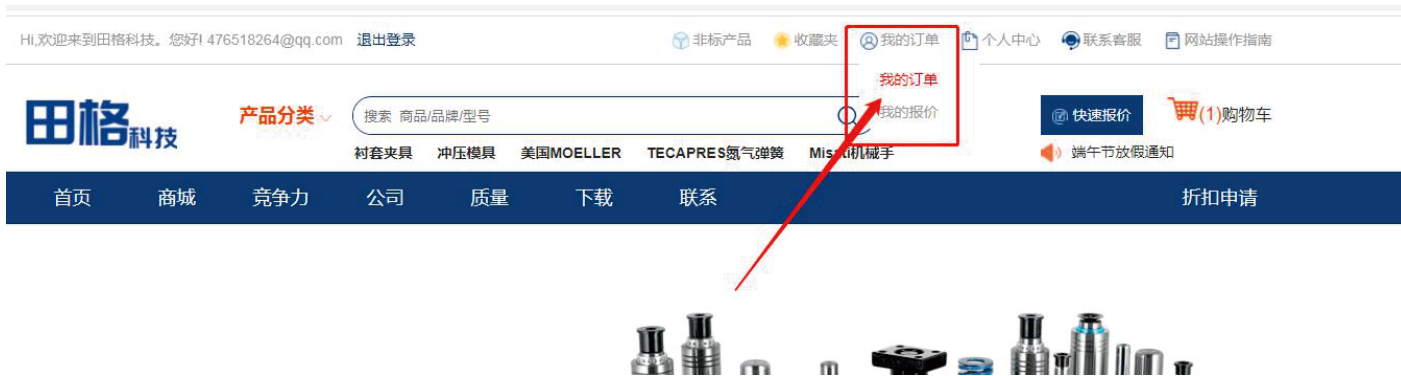 Hi,欢迎来到田格科技。您好! 476518264@qq.com 退出登录 非标产品 收藏夹 我的订单 个人中心 联系客服 网站操作指南
我的订单
我的报价
田格科技
产品分类
搜索 商品/品牌/型号
快速报价
(1)购物车
衬套夹具 冲压模具 美国MOELLER TECAPRES氮气弹簧 机械手
端午节放假通知
首页 商城 竞争力 公司 质量 下载 联系 折扣申请